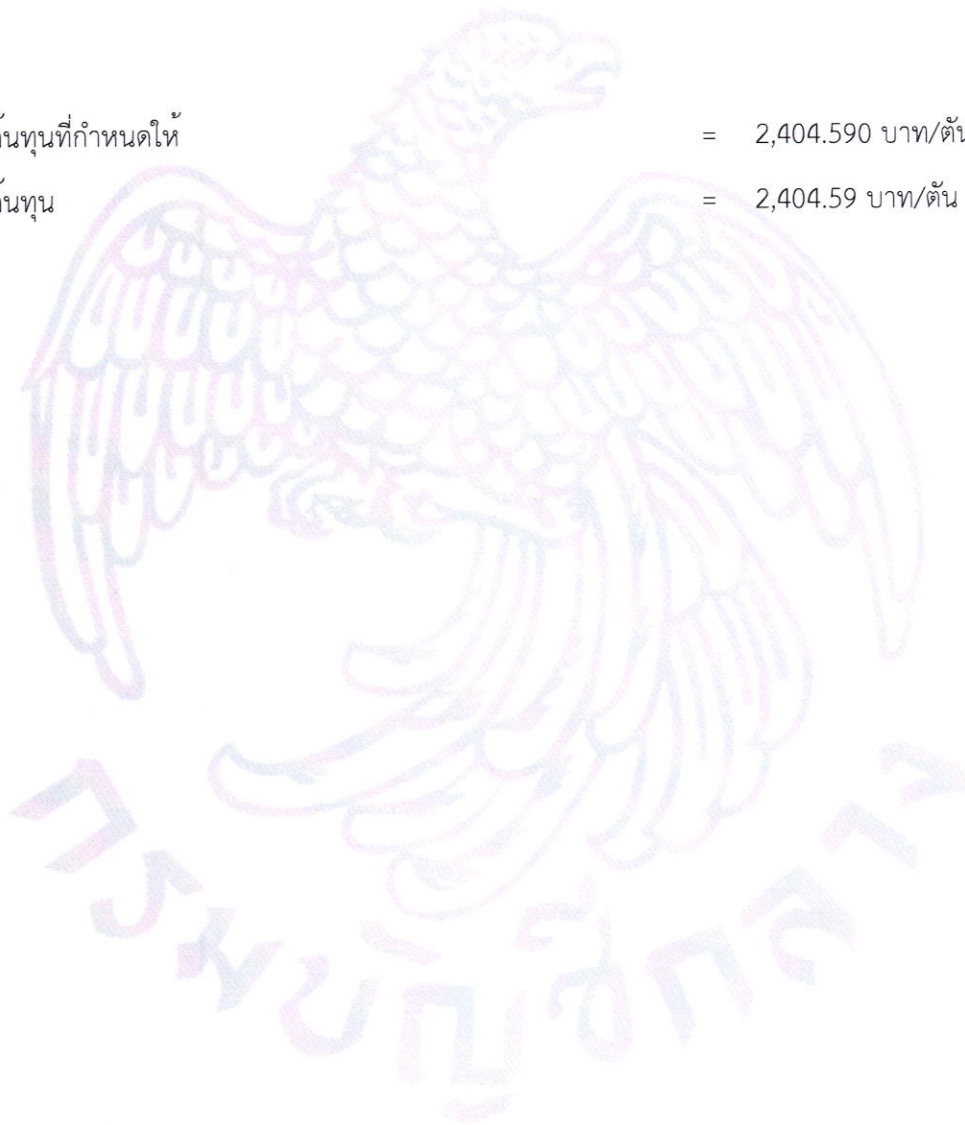 ต้นทุนที่กำหนดให้ = 2,404.590 บาท/ตัน
ต้นทุน = 2,404.59 บาท/ตัน
กรมบัญชีกลาง